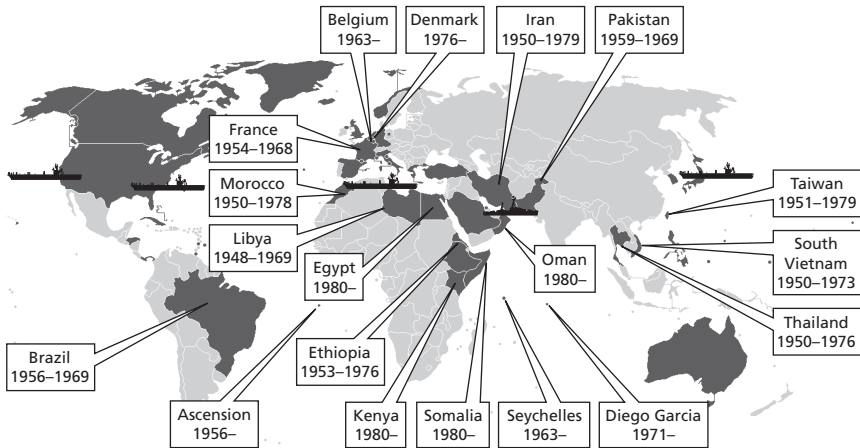 Belgium
1963–
Denmark
1976–
Iran
1950–1979
Pakistan
1959–1969
France
1954–1968
Morocco
1950–1978
Libya
1948–1969
Egypt
1980–
Oman
1980–
Taiwan
1951–1979
South
Vietnam
1950–1973
Thailand
1950–1976
Brazil
1956–1969
Ascension
1956–
Ethiopia
1953–1976
Kenya
1980–
Somalia
1980–
Seychelles
1963–
Diego Garcia
1971–